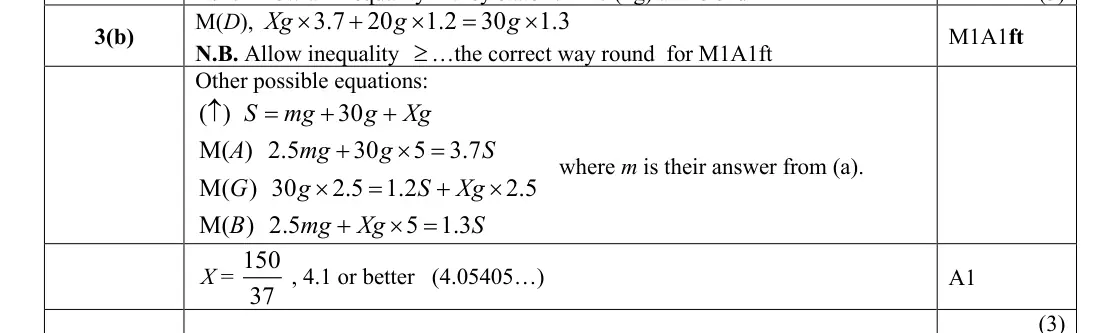 3(b)
M(D), Xg × 3.7 + 20g × 1.2 = 30g × 1.3
N.B. Allow inequality ≥ …the correct way round for M1A1ft
M1A1ft
Other possible equations:
(↑) S = mg + 30g + Xg
M(A) 2.5mg + 30g × 5 = 3.7S
M(G) 30g × 2.5 = 1.2S + Xg × 2.5
M(B) 2.5mg + Xg × 5 = 1.3S
where m is their answer from (a).
X = 150/37 , 4.1 or better (4.05405…)
A1
(3)